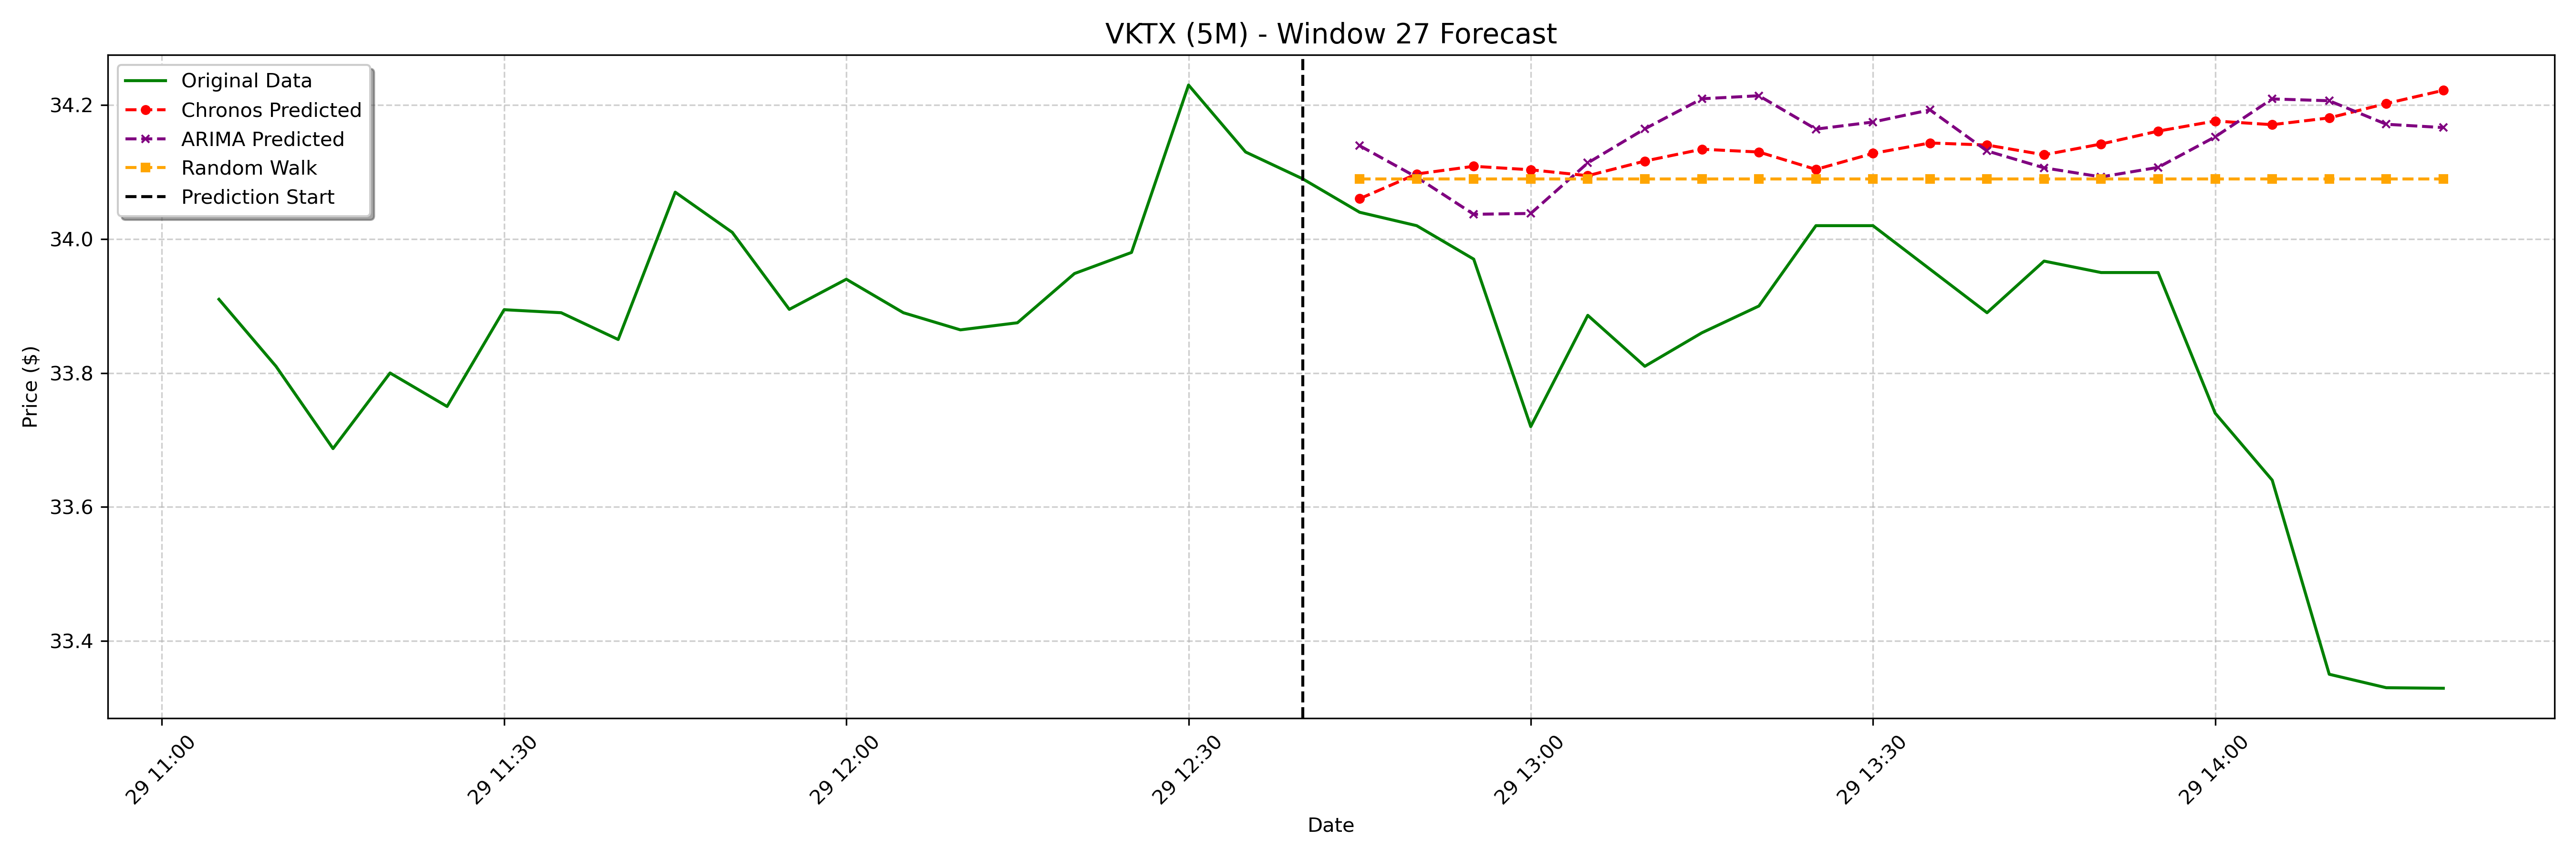 VKTX (5M) - Window 27 Forecast
Original Data
Chronos Predicted
ARIMA Predicted
Random Walk
Prediction Start
Price ($)
34.2
34.0
33.8
33.6
33.4
29 11:00
29 11:30
29 12:00
29 12:30
29 13:00
29 13:30
29 14:00
Date